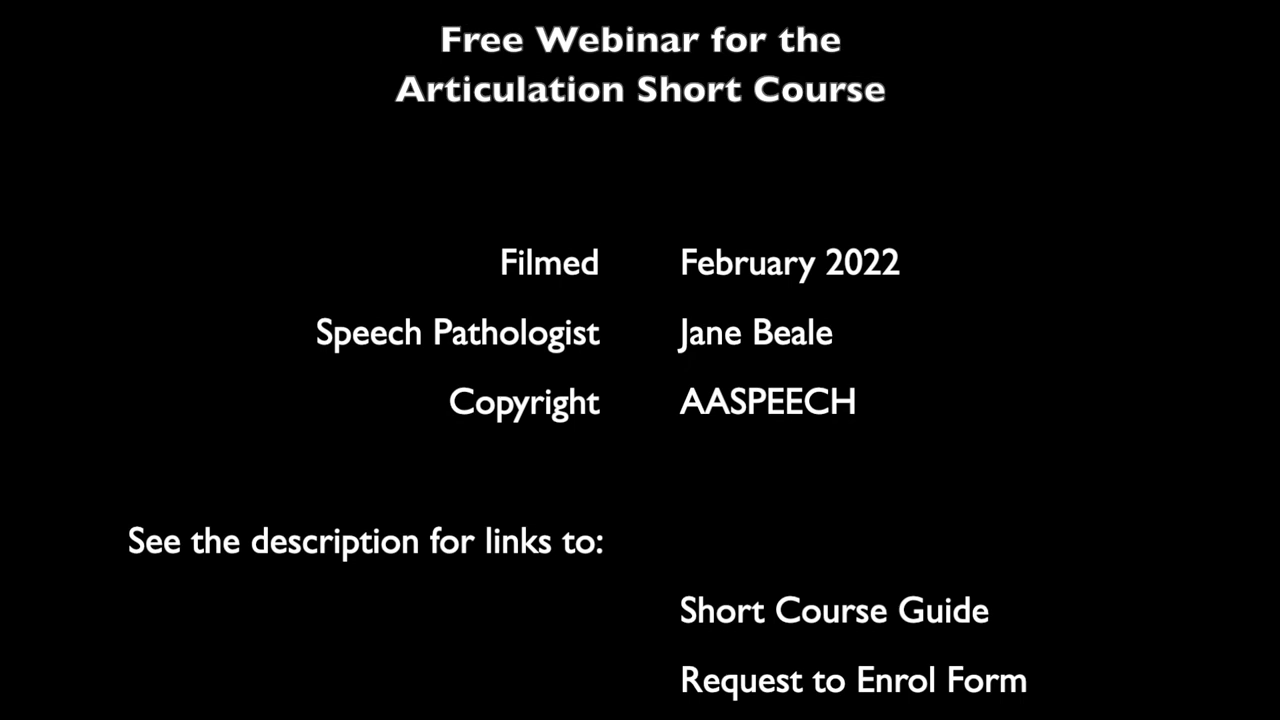 Free Webinar for the
Articulation Short Course
Filmed February 2022
Speech Pathologist Jane Beale
Copyright AASPEECH
See the description for links to:
Short Course Guide
Request to Enrol Form